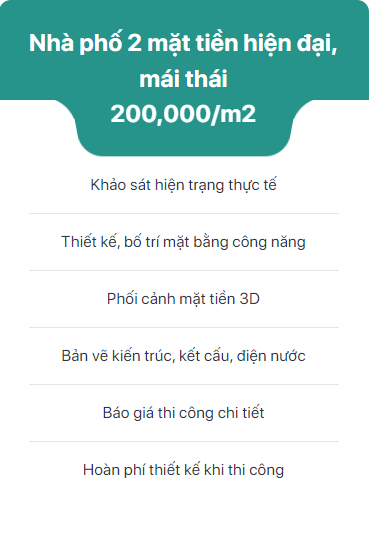 Nhà phố 2 mặt tiền hiện đại,
mái thái
200,000/m2
Khảo sát hiện trạng thực tế
Thiết kế, bố trí mặt bằng công năng
Phối cảnh mặt tiền 3D
Bản vẽ kiến trúc, kết cấu, điện nước
Báo giá thi công chi tiết
Hoàn phí thiết kế khi thi công